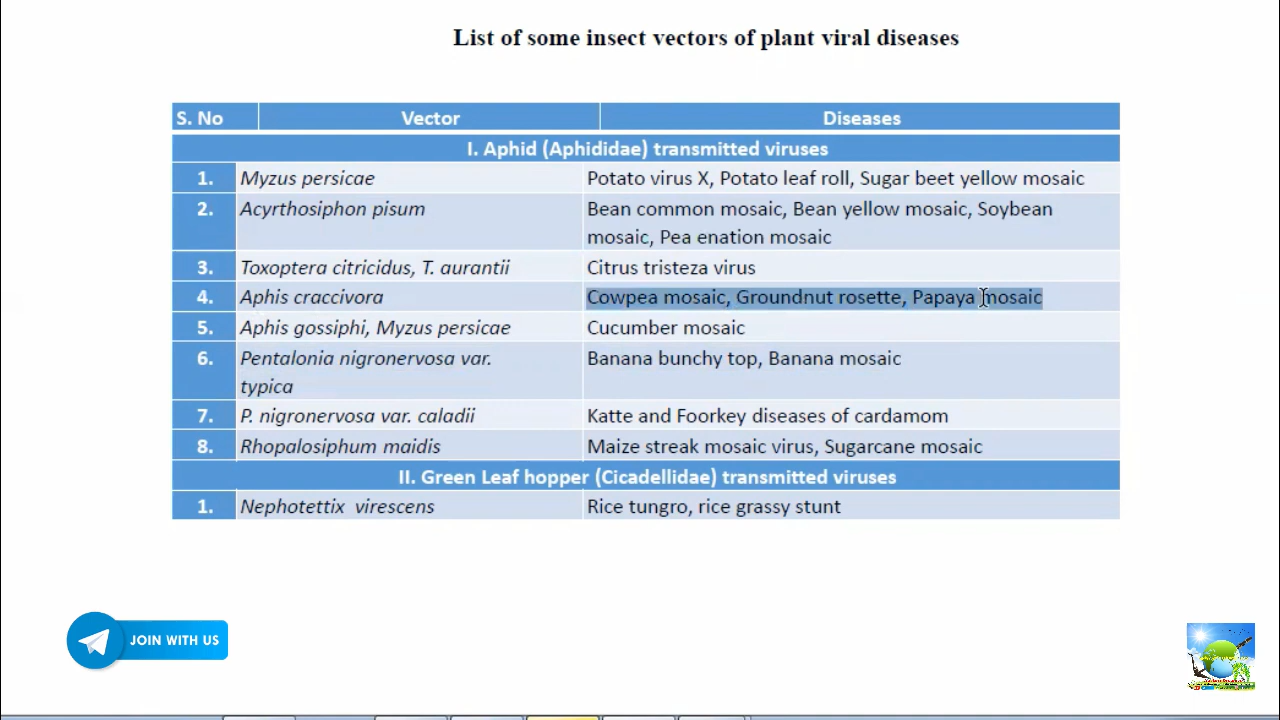 List of some insect vectors of plant viral diseases
S. No Vector Diseases
I. Aphid (Aphididae) transmitted viruses
1. Myzus persicae Potato virus X, Potato leaf roll, Sugar beet yellow mosaic
2. Acyrthosiphon pisum Bean common mosaic, Bean yellow mosaic, Soybean
mosaic, Pea enation mosaic
3. Toxoptera citricidus, T. aurantii Citrus tristeza virus
4. Aphis craccivora Cowpea mosaic, Groundnut rosette, Papaya mosaic
5. Aphis gossiphi, Myzus persicae Cucumber mosaic
6. Pentalonia nigronervosa var. Banana bunchy top, Banana mosaic
typica
7. P. nigronervosa var. caladii Katte and Foorkey diseases of cardamom
8. Rhopalosiphum maidis Maize streak mosaic virus, Sugarcane mosaic
II. Green Leaf hopper (Cicadellidae) transmitted viruses
1. Nephotettix virescens Rice tungro, rice grassy stunt
JOIN WITH US